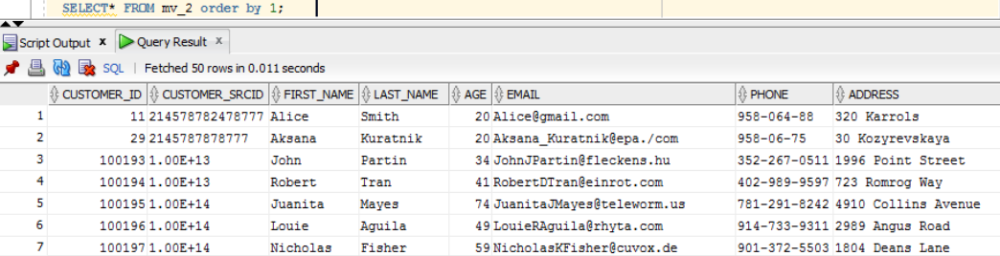 SELECT* FROM mv_2 order by 1;
Script Output x Query Result x
SQL | Fetched 50 rows in 0.011 seconds
CUSTOMER_ID CUSTOMER_SRCID FIRST_NAME LAST_NAME AGE EMAIL PHONE ADDRESS
1 11 214578782478777 Alice Smith 20 Alice@gmail.com 958-064-88 320 Karrols
2 29 2145787878777 Aksana Kuratnik 20 Aksana_Kuratnik@epa./com 958-06-75 30 Kozyrevskaya
3 100193 1.00E+13 John Partin 34 JohnJPartin@fleckens.hu 352-267-0511 1996 Point Street
4 100194 1.00E+13 Robert Tran 41 RobertDTran@einrot.com 402-989-9597 723 Romrog Way
5 100195 1.00E+14 Juanita Mayes 74 JuanitaJMayes@teleworm.us 781-291-8242 4910 Collins Avenue
6 100196 1.00E+14 Louie Aguila 49 LouieRAguila@rhyta.com 914-733-9311 2989 Angus Road
7 100197 1.00E+14 Nicholas Fisher 59 NicholasKFisher@cuvox.de 901-372-5503 1804 Deans Lane